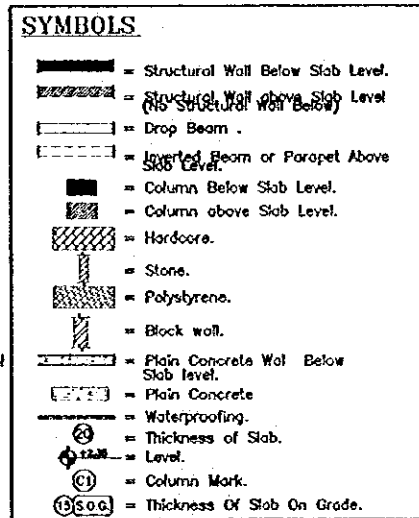 SYMBOLS
= Structural Wall Below Slab Level.
= Structural Wall above Slab Level
(No Structural Wall Below)
= Drop Beam .
= Inverted Beam or Parapet Above
Slab Level.
= Column Below Slab Level.
= Column above Slab Level.
= Hardcore.
= Stone.
= Polystyrene.
= Block wall.
= Plain Concrete Wal Below
Slab level.
= Plain Concrete
= Waterproofing.
20 = Thickness of Slab.
= Level.
C1 = Column Mark.
15 S.O.G. = Thickness Of Slab On Grade.